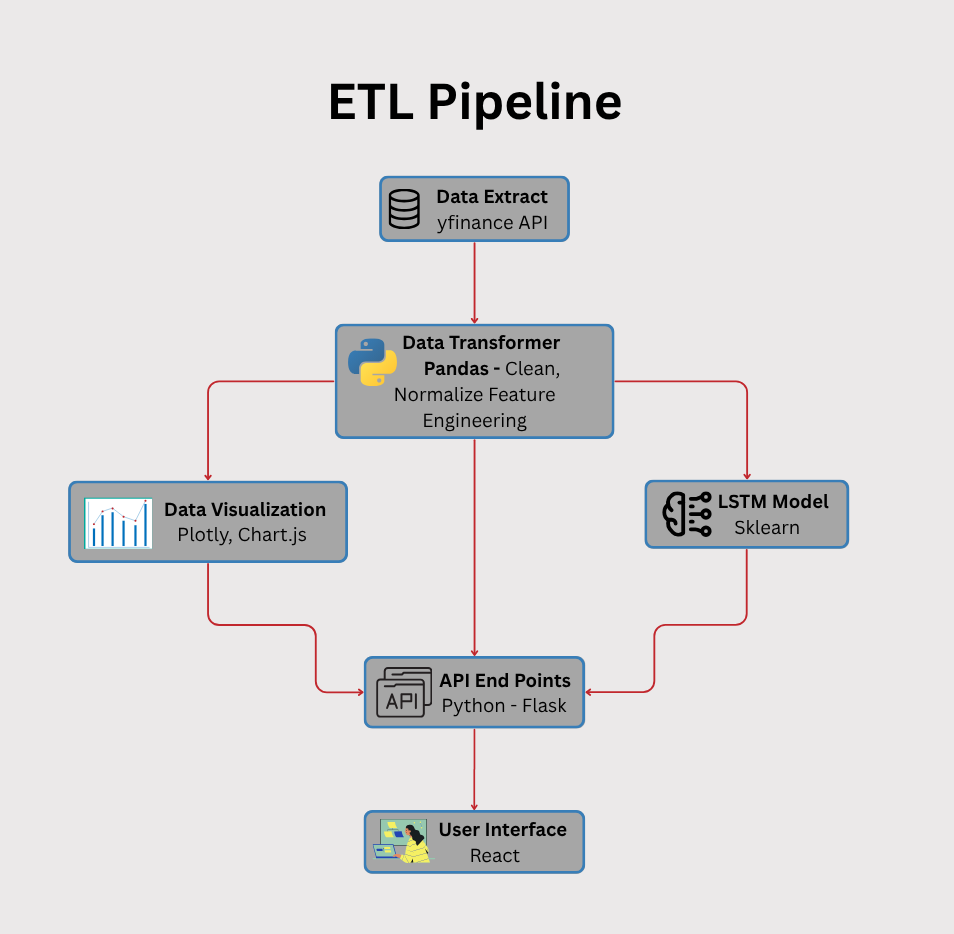 ETL Pipeline
Data Extract
yfinance API
Data Transformer
Pandas - Clean,
Normalize Feature
Engineering
Data Visualization
Plotly, Chart.js
LSTM Model
Sklearn
API End Points
Python - Flask
API
User Interface
React